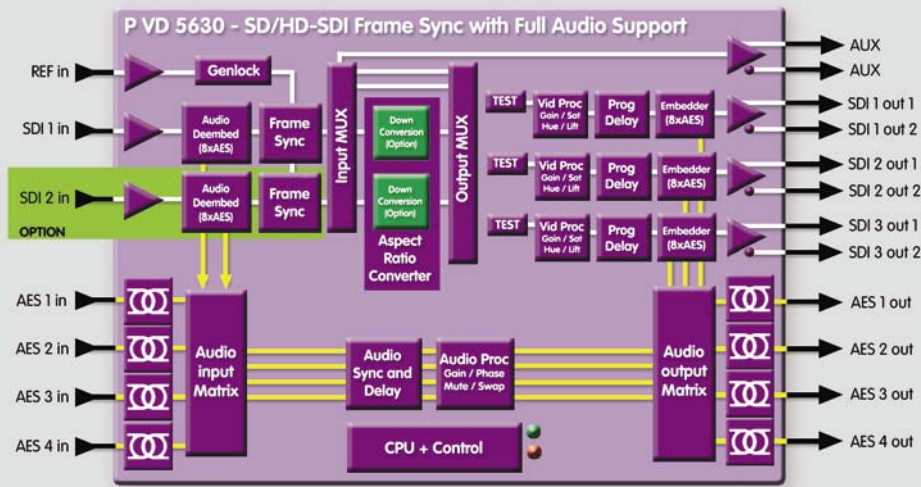 P VD 5630 - SD/HD-SDI Frame Sync with Full Audio Support
REF in
Genlock
SDI 1 in
Audio
Deembed
(8xAES)
Frame
Sync
SDI 2 in
OPTION
Audio
Deembed
(8xAES)
Frame
Sync
Input MUX
Down
Conversion
(Option)
Down
Conversion
(Option)
Aspect
Ratio
Converter
Output MUX
TEST
Vid Proc
Gain / Sat
Hue / Lift
Prog
Delay
Embedder
(8xAES)
TEST
Vid Proc
Gain / Sat
Hue / Lift
Prog
Delay
Embedder
(8xAES)
TEST
Vid Proc
Gain / Sat
Hue / Lift
Prog
Delay
Embedder
(8xAES)
AUX
AUX
SDI 1 out 1
SDI 1 out 2
SDI 2 out 1
SDI 2 out 2
SDI 3 out 1
SDI 3 out 2
AES 1 in
AES 2 in
AES 3 in
AES 4 in
Audio
input
Matrix
Audio
Sync and
Delay
Audio Proc
Gain / Phase
Mute / Swap
Audio
output
Matrix
AES 1 out
AES 2 out
AES 3 out
AES 4 out
CPU + Control